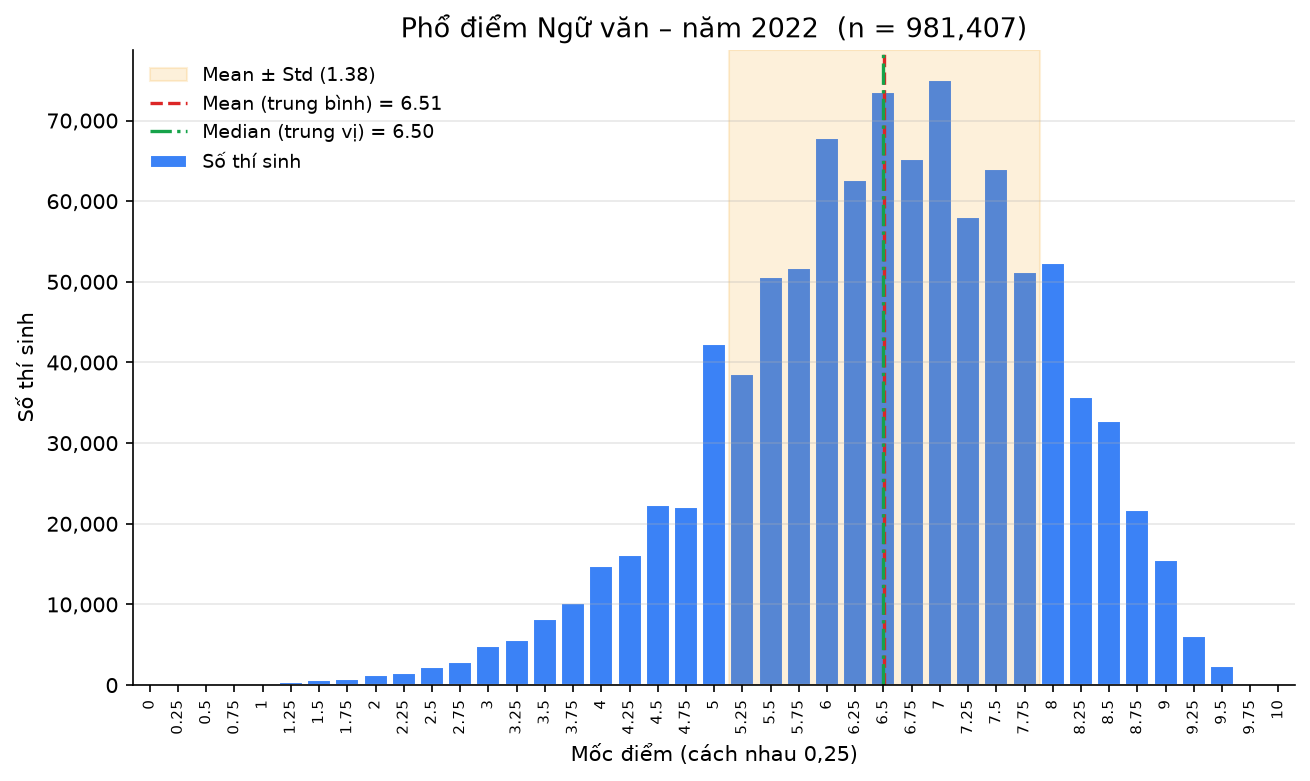 Phổ điểm Ngữ văn – năm 2022 (n = 981,407)
Mean ± Std (1.38)
Mean (trung bình) = 6.51
Median (trung vị) = 6.50
Số thí sinh
Số thí sinh
70,000
60,000
50,000
40,000
30,000
20,000
10,000
0
0 0.25 0.5 0.75 1 1.25 1.5 1.75 2 2.25 2.5 2.75 3 3.25 3.5 3.75 4 4.25 4.5 4.75 5 5.25 5.5 5.75 6 6.25 6.5 6.75 7 7.25 7.5 7.75 8 8.25 8.5 8.75 9 9.25 9.5 9.75 10
Mốc điểm (cách nhau 0,25)